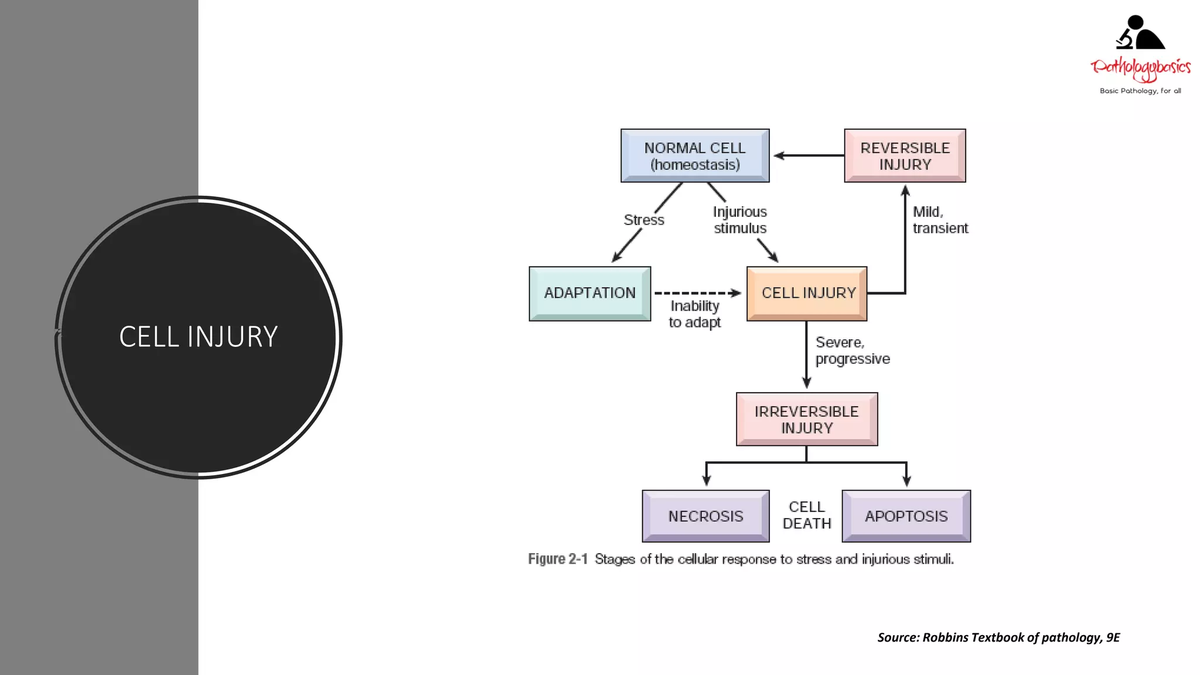 Pathologybasics
Basic Pathology, for all
CELL INJURY
NORMAL CELL
(homeostasis)
REVERSIBLE
INJURY
Stress
Injurious
stimulus
Mild,
transient
ADAPTATION
Inability
to adapt
CELL INJURY
Severe,
progressive
IRREVERSIBLE
INJURY
NECROSIS
CELL
DEATH
APOPTOSIS
Figure 2-1 Stages of the cellular response to stress and injurious stimuli.
Source: Robbins Textbook of pathology, 9E